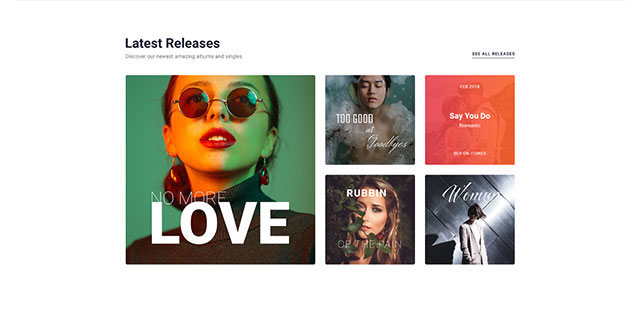 Latest Releases
Discover our newest amazing albums and singles
SEE ALL RELEASES
NO MORE
LOVE
TOO GOOD
at
Goodbyes
FEB 2018
Say You Do
Romantic
BUY ON ITUNES
RUBBIN
OF THE PAIN
Woman